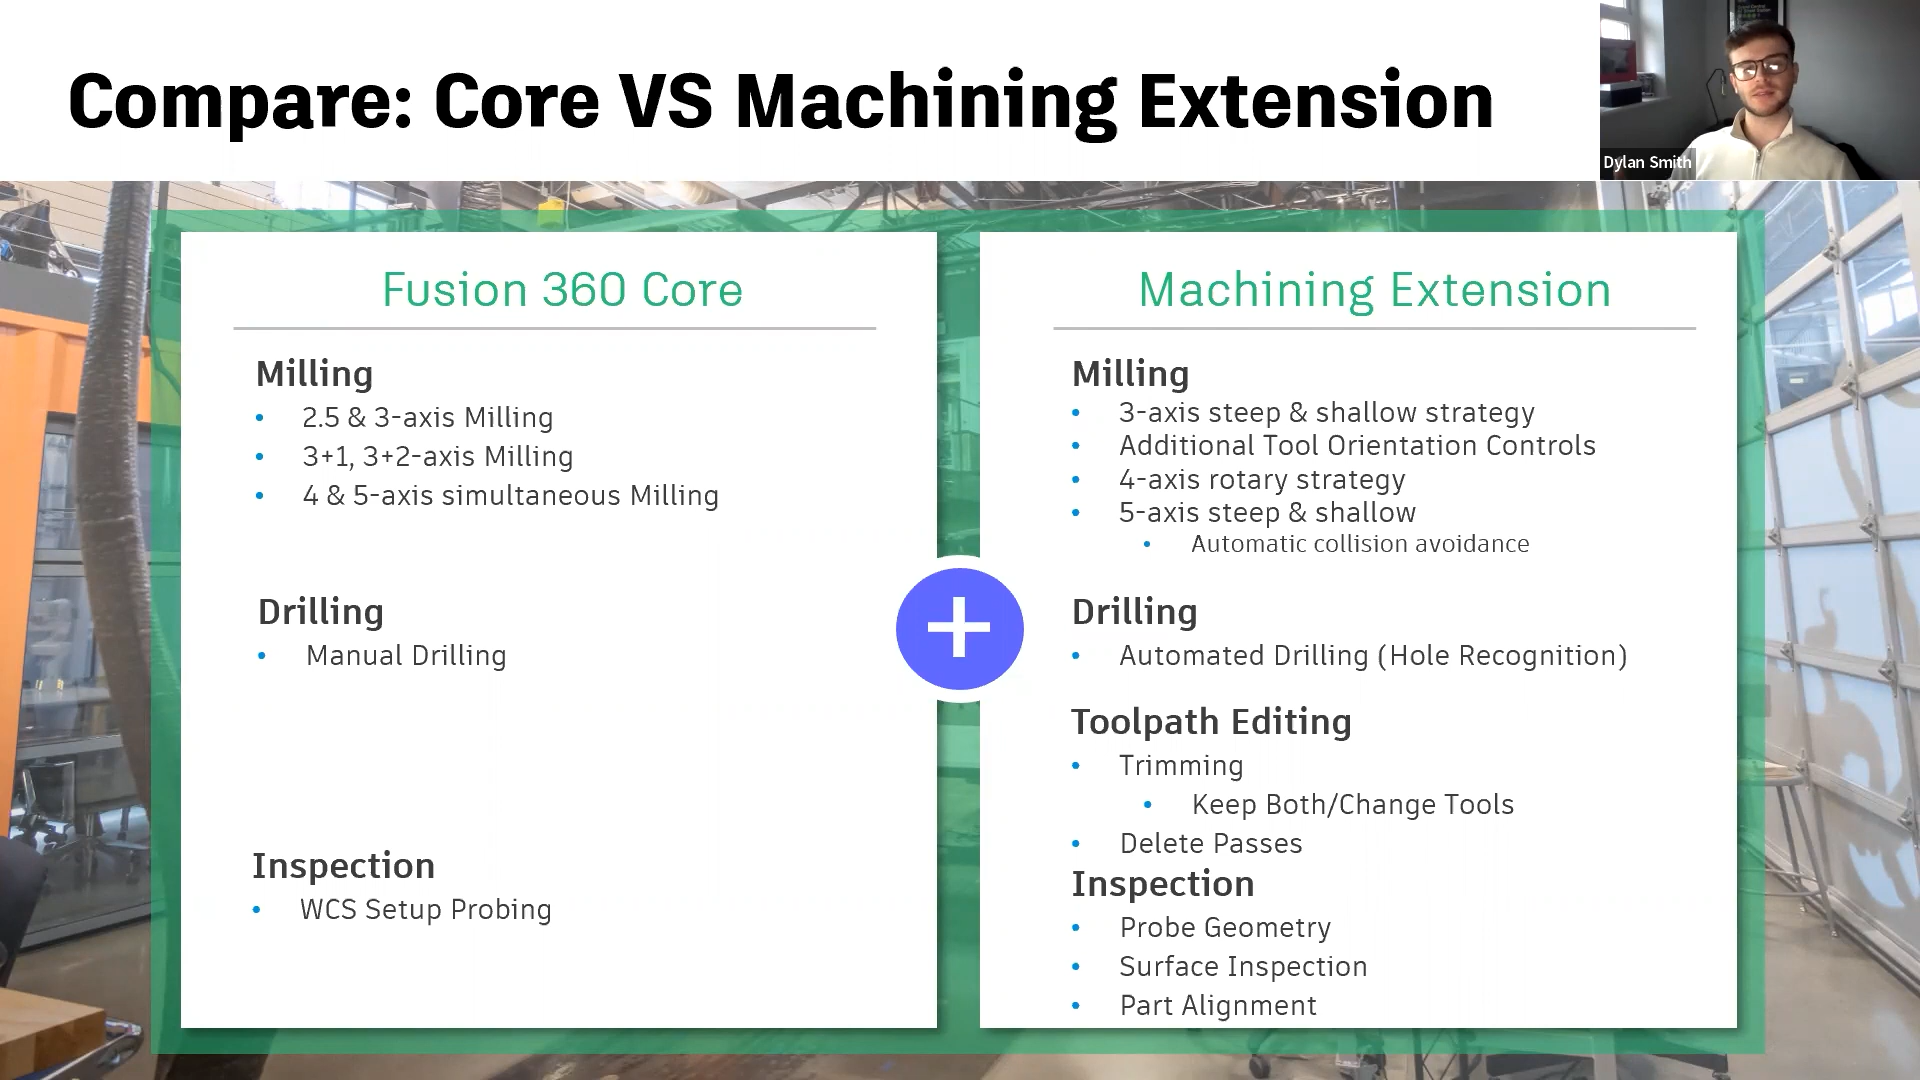 Compare: Core VS Machining Extension
Dylan Smith
Fusion 360 Core
Milling
• 2.5 & 3-axis Milling
• 3+1, 3+2-axis Milling
• 4 & 5-axis simultaneous Milling
Drilling
• Manual Drilling
Inspection
• WCS Setup Probing
+
Machining Extension
Milling
• 3-axis steep & shallow strategy
• Additional Tool Orientation Controls
• 4-axis rotary strategy
• 5-axis steep & shallow
• Automatic collision avoidance
Drilling
• Automated Drilling (Hole Recognition)
Toolpath Editing
• Trimming
• Keep Both/Change Tools
• Delete Passes
Inspection
• Probe Geometry
• Surface Inspection
• Part Alignment